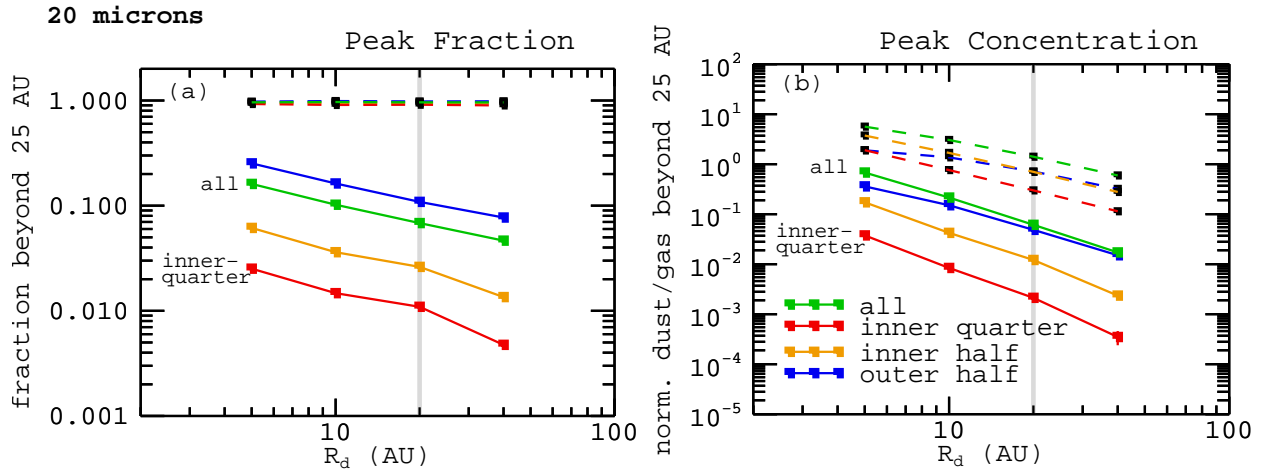 20 microns
Peak Fraction
Peak Concentration
fraction beyond 25 AU
1.000
0.100
0.010
0.001
(a)
all
inner-
quarter
10
100
R_d (AU)
norm. dust/gas beyond 25 AU
10^2
10^1
10^0
10^-1
10^-2
10^-3
10^-4
10^-5
(b)
all
inner-
quarter
all
inner quarter
inner half
outer half
10
100
R_d (AU)